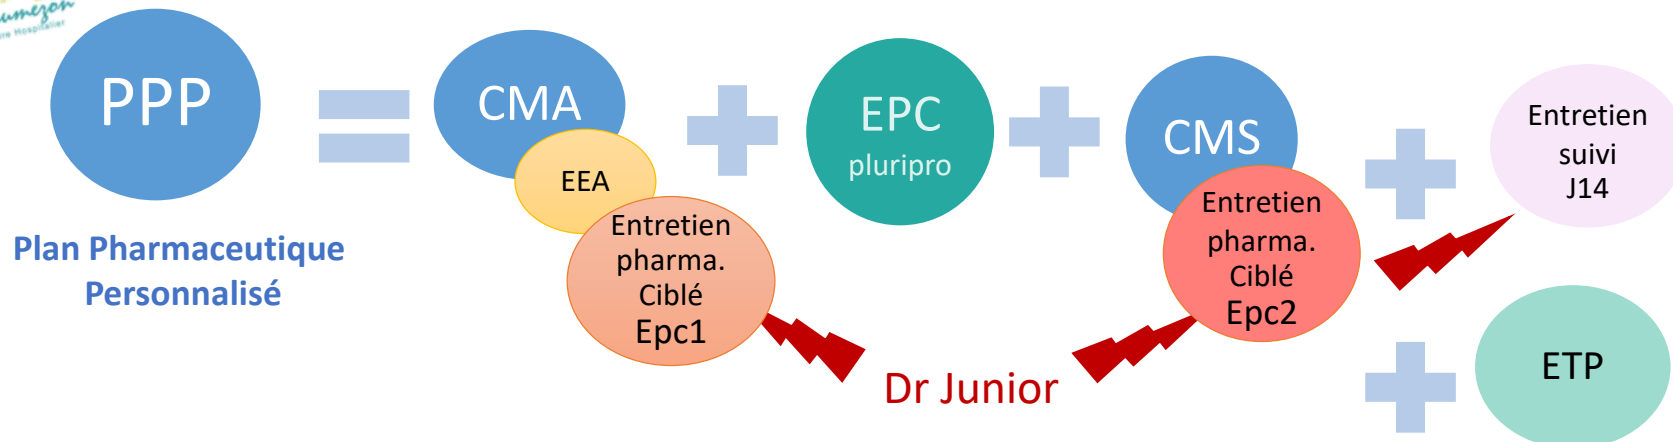 PPP
Plan Pharmaceutique
Personnalisé
CMA
EEA
Entretien
pharma.
Ciblé
Epc1
EPC
pluripro
Dr Junior
CMS
Entretien
pharma.
Ciblé
Epc2
Entretien
suivi
J14
ETP